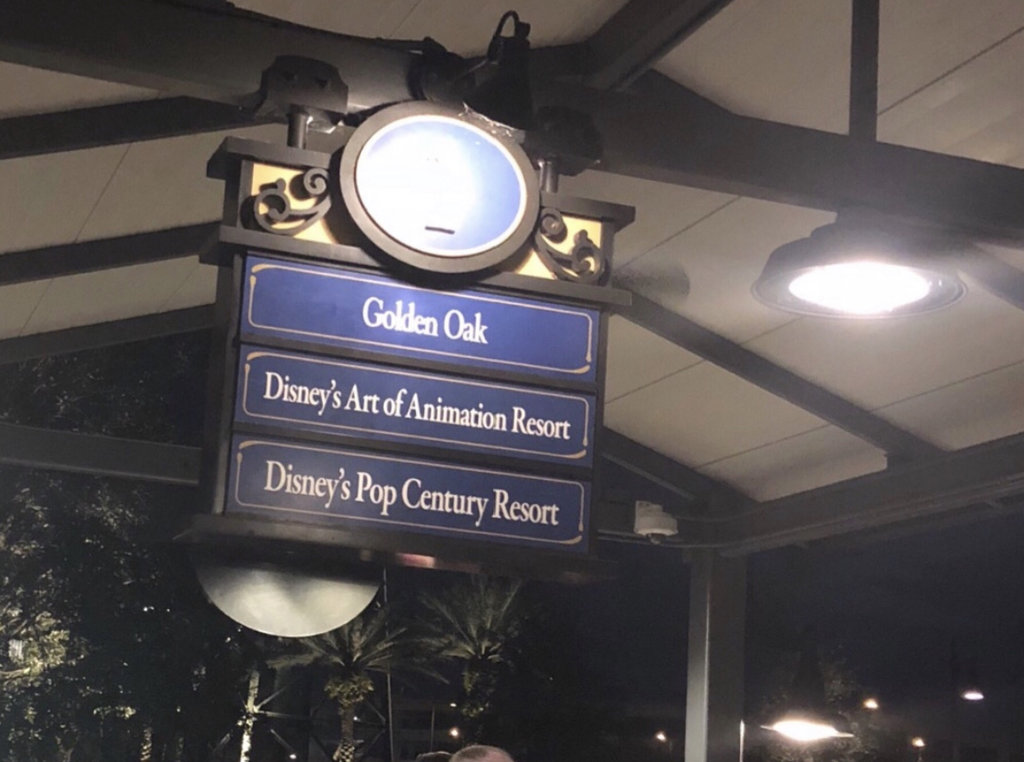 Golden Oak
Disney's Art of Animation Resort
Disney's Pop Century Resort